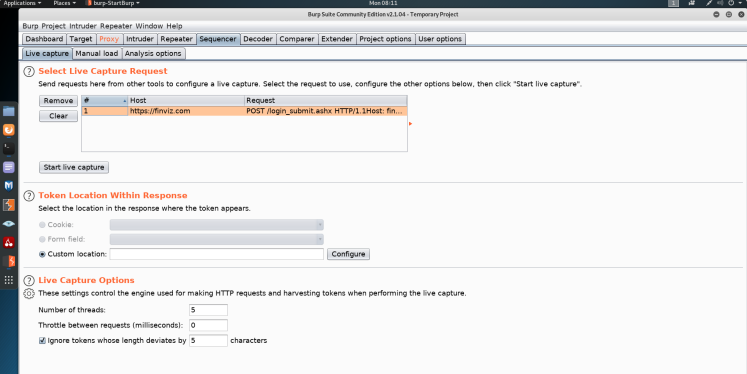 Applications Places burp-StartBurp Mon 08:11 1
Burp Suite Community Edition v2.1.04 - Temporary Project
Burp Project Intruder Repeater Window Help
Dashboard Target Proxy Intruder Repeater Sequencer Decoder Comparer Extender Project options User options
Live capture Manual load Analysis options
? Select Live Capture Request
Send requests here from other tools to configure a live capture. Select the request to use, configure the other options below, then click "Start live capture".
Remove # Host Request
1 https://finviz.com POST /login_submit.ashx HTTP/1.1Host: fin...
Clear
Start live capture
? Token Location Within Response
Select the location in the response where the token appears.
Cookie:
Form field:
Custom location: Configure
? Live Capture Options
These settings control the engine used for making HTTP requests and harvesting tokens when performing the live capture.
Number of threads: 5
Throttle between requests (milliseconds): 0
Ignore tokens whose length deviates by 5 characters